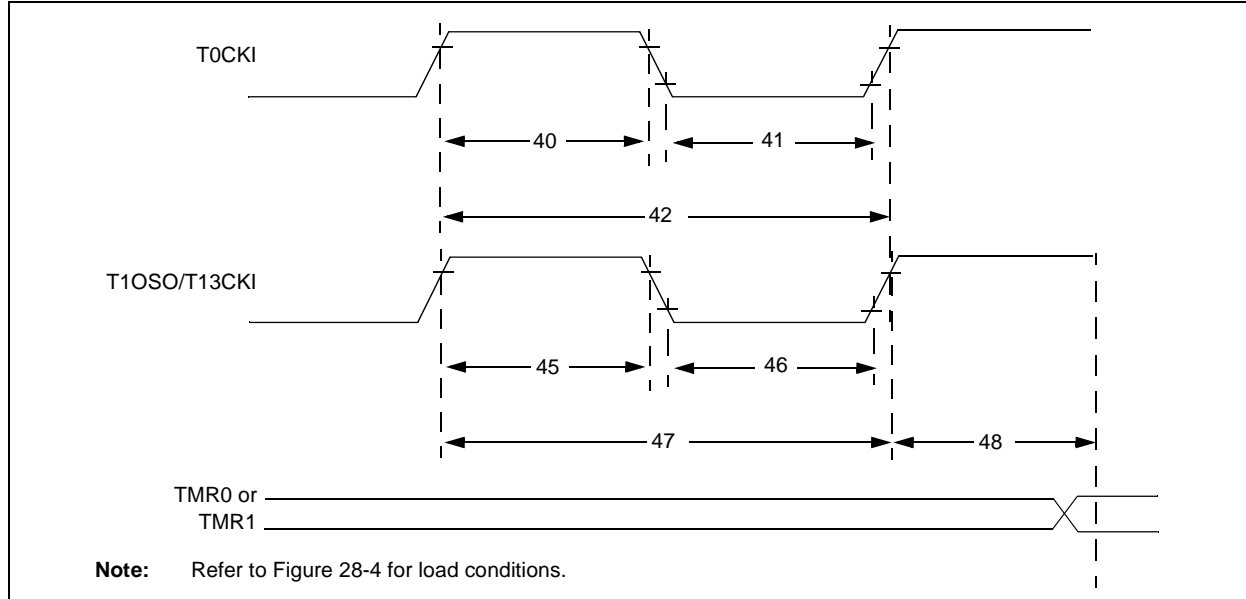 T0CKI
40
41
42
T1OSO/T13CKI
45
46
47
48
TMR0 or
TMR1
Note: Refer to Figure 28-4 for load conditions.